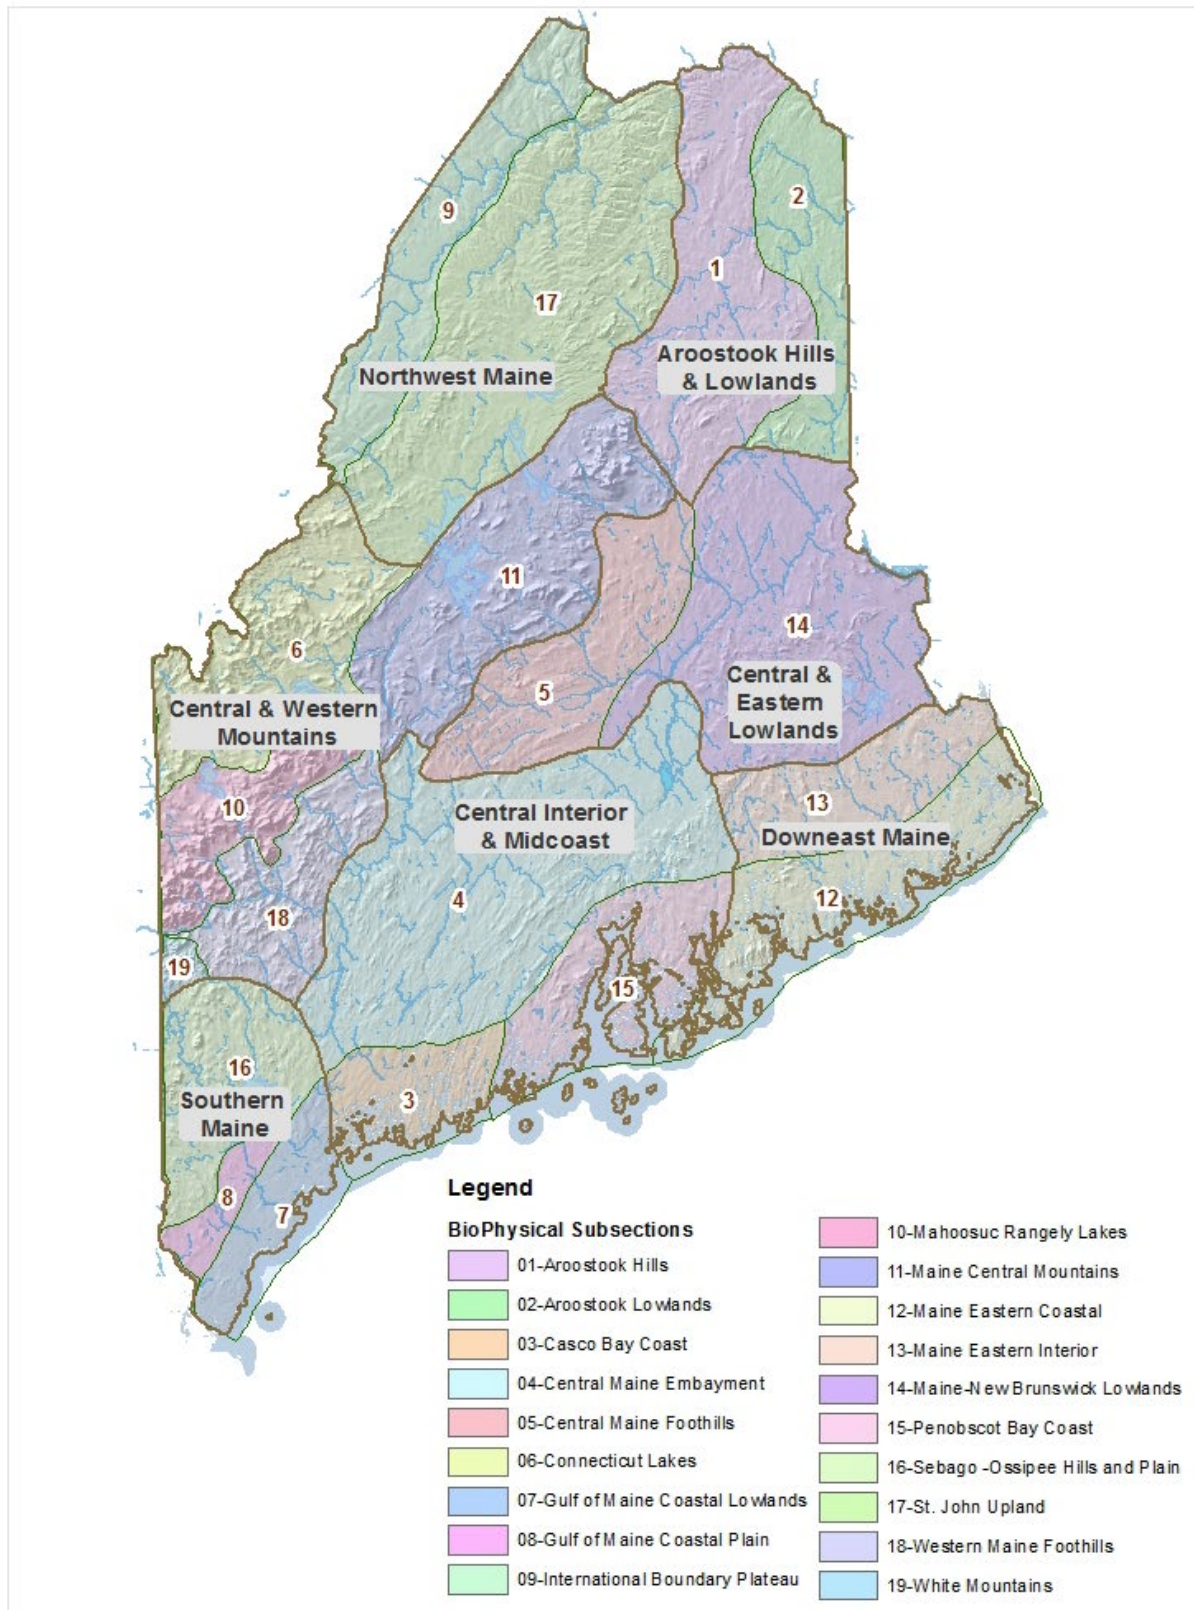 9
2
1
17
Aroostook Hills
& Lowlands
Northwest Maine
11
14
6
5
Central &
Eastern
Lowlands
Central & Western
Mountains
10
13
Central Interior
& Midcoast
Downeast Maine
12
4
18
19
15
16
Southern
Maine
3
8
7
Legend
BioPhysical Subsections
01-Aroostook Hills
02-Aroostook Lowlands
03-Casco Bay Coast
04-Central Maine Embayment
05-Central Maine Foothills
06-Connecticut Lakes
07-Gulf of Maine Coastal Lowlands
08-Gulf of Maine Coastal Plain
09-International Boundary Plateau
10-Mahoosuc Rangely Lakes
11-Maine Central Mountains
12-Maine Eastern Coastal
13-Maine Eastern Interior
14-Maine-New Brunswick Lowlands
15-Penobscot Bay Coast
16-Sebago -Ossipee Hills and Plain
17-St. John Upland
18-Western Maine Foothills
19-White Mountains